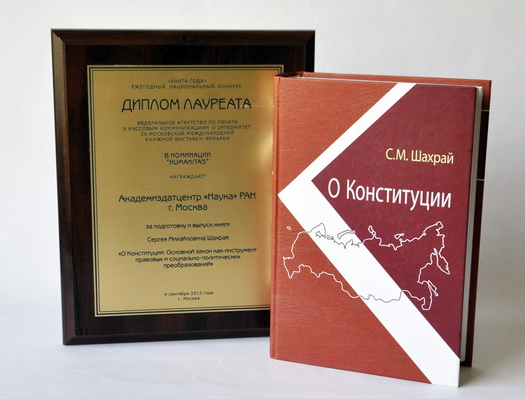 «КНИГА ГОДА»
ЕЖЕГОДНЫЙ НАЦИОНАЛЬНЫЙ КОНКУРС
ДИПЛОМ ЛАУРЕАТА
ФЕДЕРАЛЬНОЕ АГЕНТСТВО ПО ПЕЧАТИ
И МАССОВЫМ КОММУНИКАЦИЯМ И ОРГКОМИТЕТ
26 МОСКОВСКОЙ МЕЖДУНАРОДНОЙ
КНИЖНОЙ ВЫСТАВКИ-ЯРМАРКИ
В НОМИНАЦИИ
"HUMANITAS"
НАГРАЖДАЮТ
Академиздатцентр «Наука» РАН
г. Москва
за подготовку и выпуск книги
Сергея Михайловича Шахрая
«О Конституции: Основной закон как инструмент
правовых и социально-политических
преобразований»
4 сентября 2013 года
г. Москва
С.М. Шахрай
О Конституции